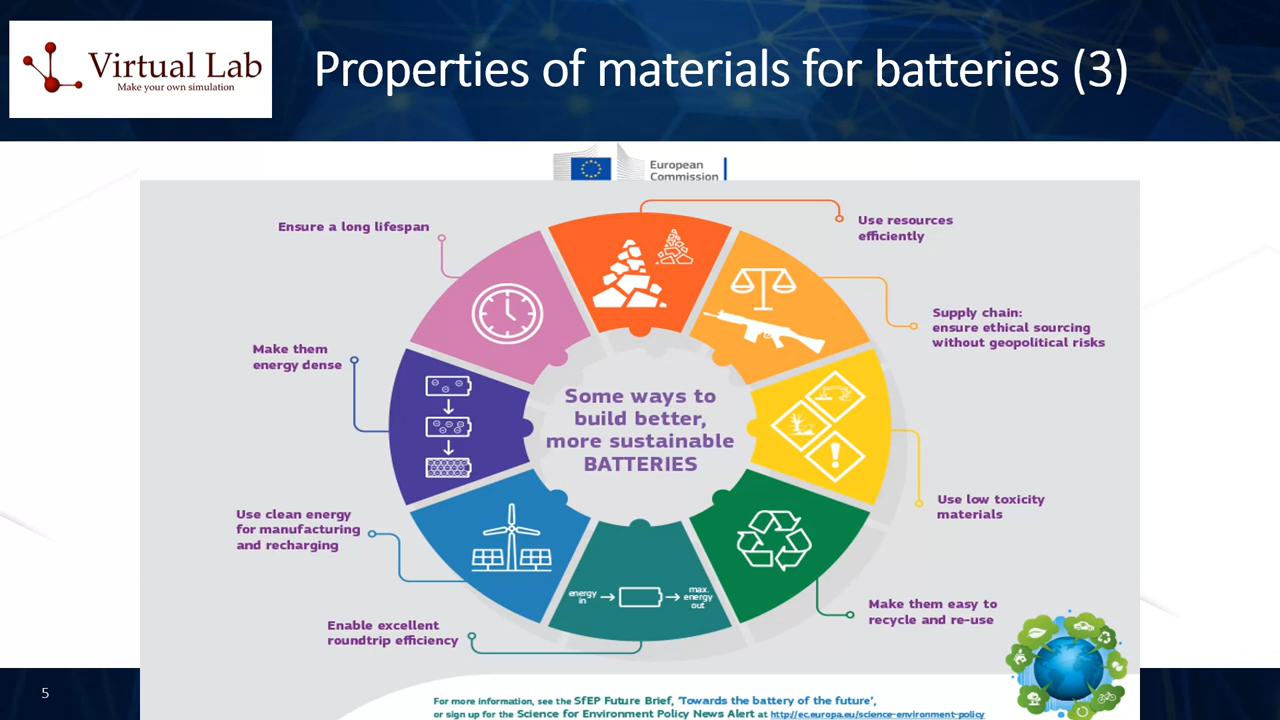 Virtual Lab
Make your own simulation
Properties of materials for batteries (3)
European
Commission
Ensure a long lifespan
Use resources
efficiently
Supply chain:
ensure ethical sourcing
without geopolitical risks
Make them
energy dense
Some ways to
build better,
more sustainable
BATTERIES
Use low toxicity
materials
Use clean energy
for manufacturing
and recharging
energy
in
max.
energy
out
Make them easy to
recycle and re-use
Enable excellent
roundtrip efficiency
5
For more information, see the SfEP Future Brief, ‘Towards the battery of the future’,
or sign up for the Science for Environment Policy News Alert at http://ec.europa.eu/science-environment-policy